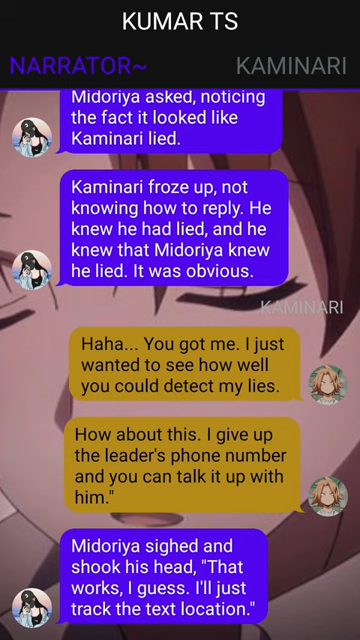 KUMAR TS
NARRATOR~ KAMINARI
Midoriya asked, noticing
the fact it looked like
Kaminari lied.
Kaminari froze up, not
knowing how to reply. He
knew he had lied, and he
knew that Midoriya knew
he lied. It was obvious.
KAMINARI
Haha... You got me. I just
wanted to see how well
you could detect my lies.
How about this. I give up
the leader's phone number
and you can talk it up with
him."
Midoriya sighed and
shook his head, "That
works, I guess. I'll just
track the text location."